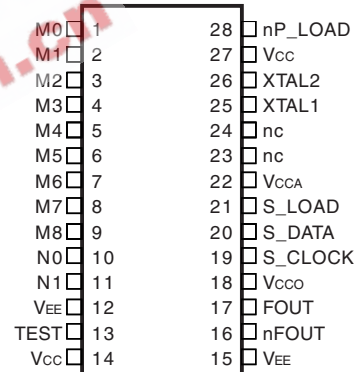 M0 1 28 nP_LOAD
M1 2 27 VCC
M2 3 26 XTAL2
M3 4 25 XTAL1
M4 5 24 nc
M5 6 23 nc
M6 7 22 VCCA
M7 8 21 S_LOAD
M8 9 20 S_DATA
N0 10 19 S_CLOCK
N1 11 18 VCCO
VEE 12 17 FOUT
TEST 13 16 nFOUT
Vcc 14 15 VEE
.cn